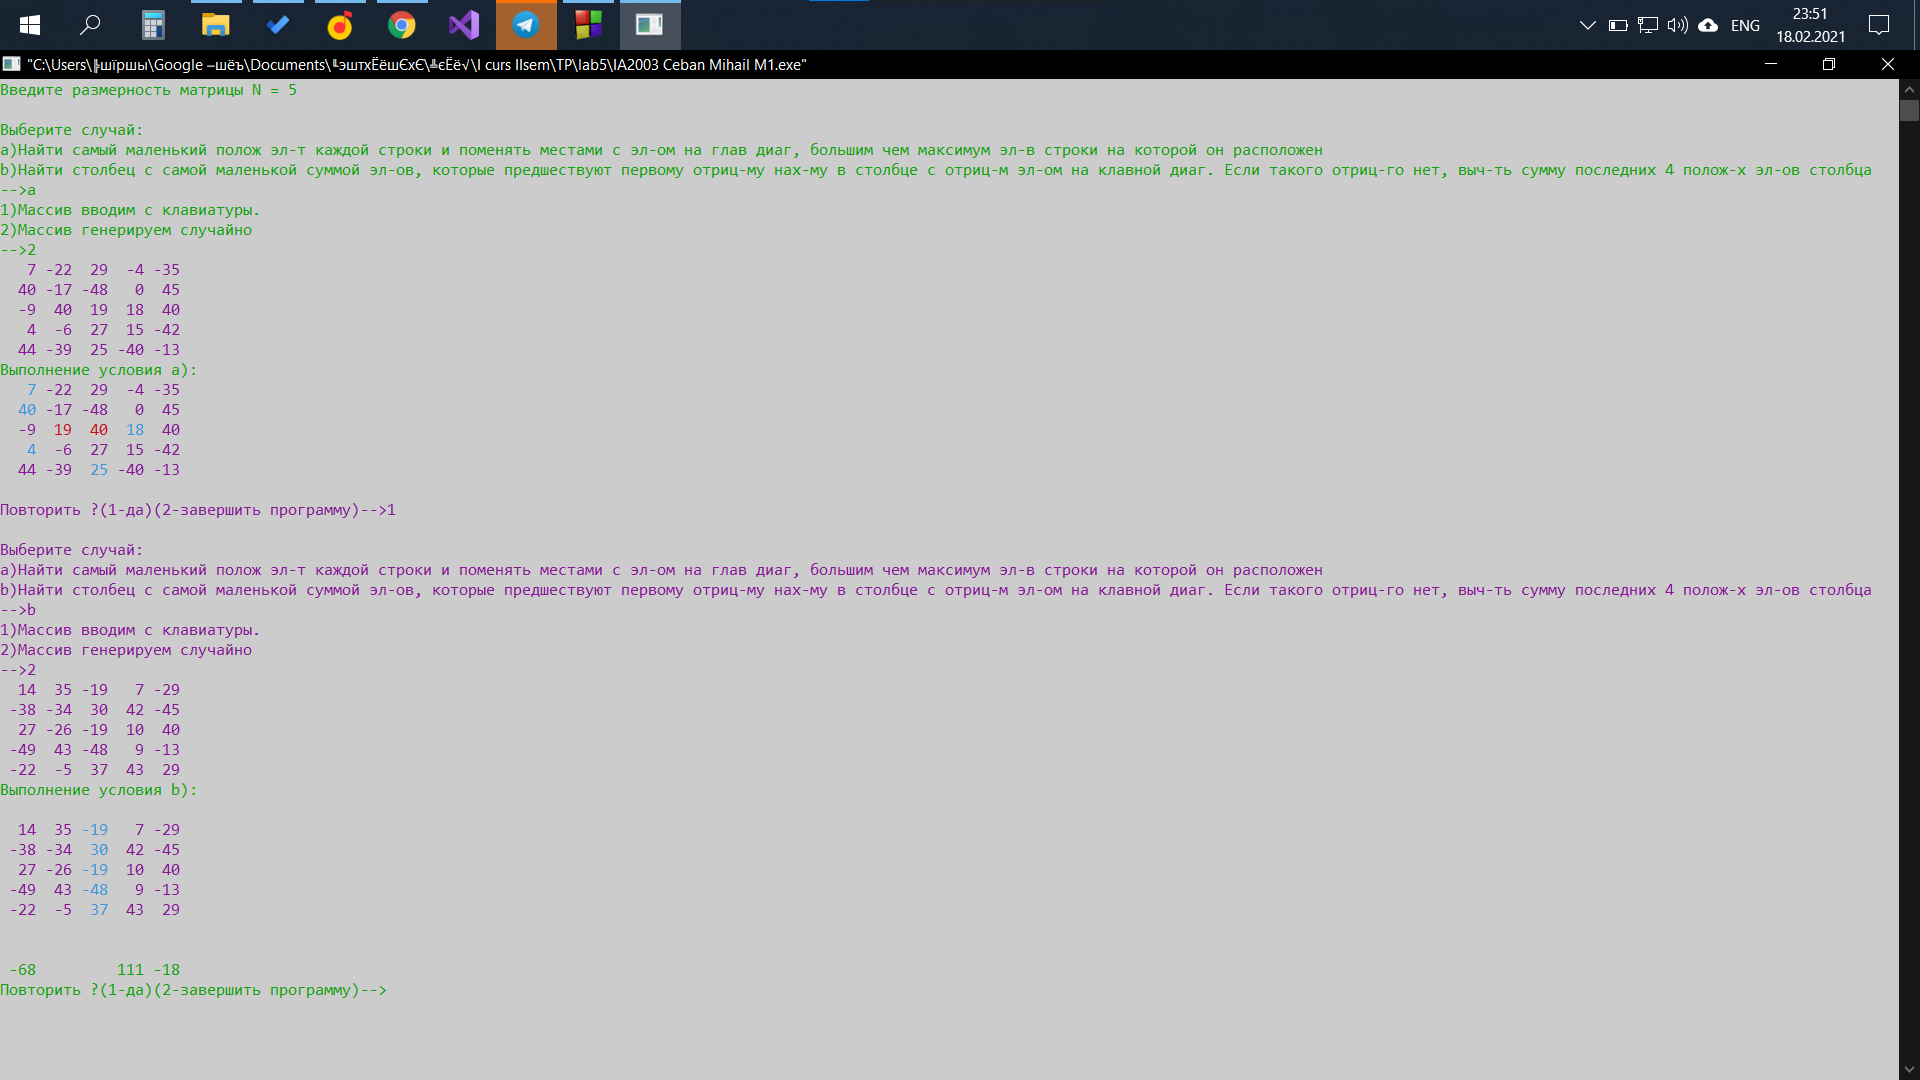 ENG
23:51
18.02.2021
"C:\Users\╠шїршы\Google –шёъ\Documents\╙эштхЁёшЄхЄ\╩єЁё√\I curs IIsem\TP\lab5\IA2003 Ceban Mihail M1.exe"
Введите размерность матрицы N = 5
Выберите случай:
a)Найти самый маленький полож эл-т каждой строки и поменять местами с эл-ом на глав диаг, большим чем максимум эл-в строки на которой он расположен
b)Найти столбец с самой маленькой суммой эл-ов, которые предшествуют первому отриц-му нах-му в столбце с отриц-м эл-ом на клавной диаг. Если такого отриц-го нет, выч-ть сумму последних 4 полож-х эл-ов столбца
-->a
1)Массив вводим с клавиатуры.
2)Массив генерируем случайно
-->2
7 -22 29 -4 -35
40 -17 -48 0 45
-9 40 19 18 40
4 -6 27 15 -42
44 -39 25 -40 -13
Выполнение условия a):
7 -22 29 -4 -35
40 -17 -48 0 45
-9 19 40 18 40
4 -6 27 15 -42
44 -39 25 -40 -13
Повторить ?(1-да)(2-завершить программу)-->1
Выберите случай:
a)Найти самый маленький полож эл-т каждой строки и поменять местами с эл-ом на глав диаг, большим чем максимум эл-в строки на которой он расположен
b)Найти столбец с самой маленькой суммой эл-ов, которые предшествуют первому отриц-му нах-му в столбце с отриц-м эл-ом на клавной диаг. Если такого отриц-го нет, выч-ть сумму последних 4 полож-х эл-ов столбца
-->b
1)Массив вводим с клавиатуры.
2)Массив генерируем случайно
-->2
14 35 -19 7 -29
-38 -34 30 42 -45
27 -26 -19 10 40
-49 43 -48 9 -13
-22 -5 37 43 29
Выполнение условия b):
14 35 -19 7 -29
-38 -34 30 42 -45
27 -26 -19 10 40
-49 43 -48 9 -13
-22 -5 37 43 29
-68 111 -18
Повторить ?(1-да)(2-завершить программу)-->